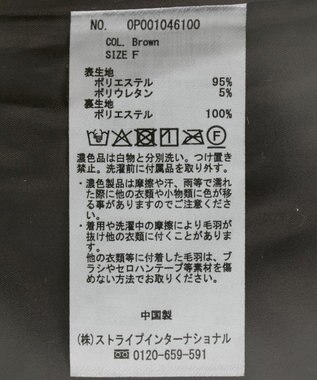 NO. OP001046100
COL. Brown
SIZE F
表生地
ポリエステル 95%
ポリウレタン 5%
裏生地
ポリエステル 100%
濃色品は白物と分別洗い。つけ置き
禁止。洗濯前に付属品を取り外す。
・濃色製品は摩擦や汗、雨等で濡れ
た際に他の衣類や小物類に色が移
る事がありますのでご注意くださ
い。
・着用や洗濯中の摩擦により毛羽が
抜け他の衣類に付くことがありま
す。
他の衣類等に付着した毛羽は、ブ
ラシやセロハンテープ等素材を傷
めない方法でお取りください。
中国製
(株)ストライプインターナショナル
0120-659-591